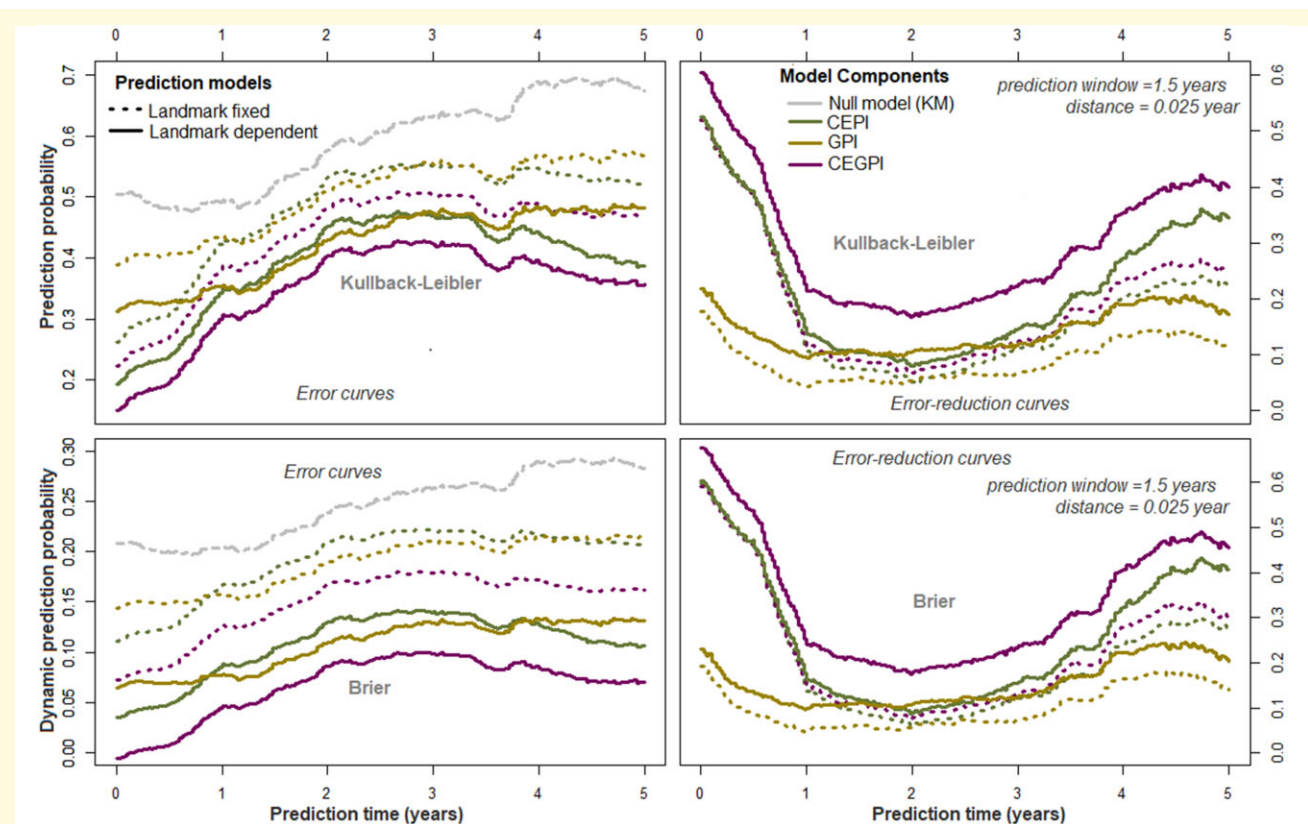 0 1 2 3 4 5
0 1 2 3 4 5
Prediction probability
0.7
0.6
0.5
0.4
0.3
0.2
Prediction models
Landmark fixed
Landmark dependent
Kullback-Leibler
Error curves
Model Components
Null model (KM)
CEPI
GPI
CEGPI
prediction window =1.5 years
distance = 0.025 year
Kullback-Leibler
Error-reduction curves
0.6
0.5
0.4
0.3
0.2
0.1
0.0
Dynamic prediction probability
0.30
0.25
0.20
0.15
0.10
0.05
0.00
Error curves
Brier
Error-reduction curves
prediction window =1.5 years
distance = 0.025 year
Brier
0.6
0.5
0.4
0.3
0.2
0.1
0.0
0 1 2 3 4 5
Prediction time (years)
0 1 2 3 4 5
Prediction time (years)